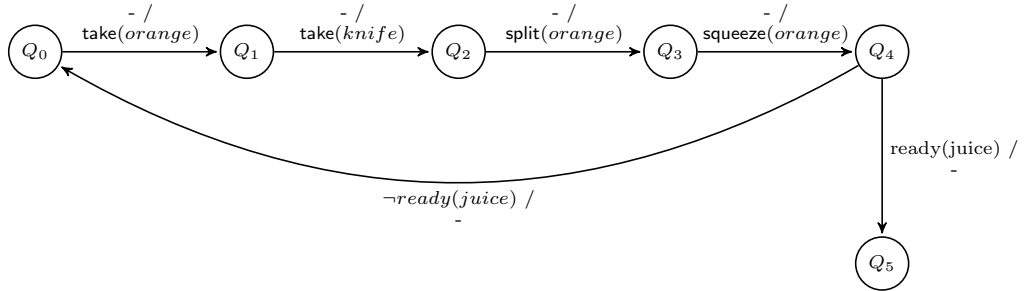 - /
take(orange)
- /
take(knife)
- /
split(orange)
- /
squeeze(orange)
Q0
Q1
Q2
Q3
Q4
ready(juice) /
-
¬ready(juice) /
-
Q5